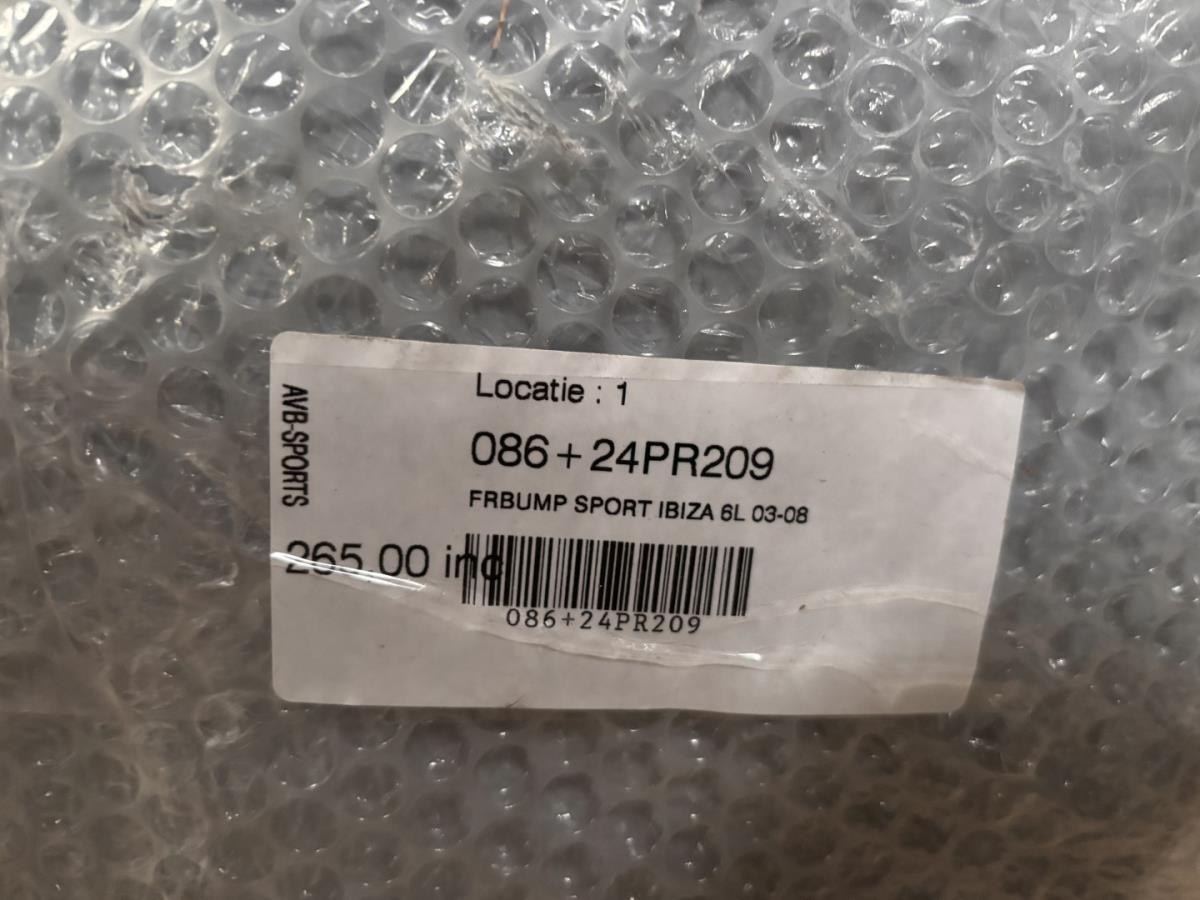 Locatie : 1
AVB-SPORTS
086+24PR209
FRBUMP SPORT IBIZA 6L 03-08
265,00 inc
086+24PR209